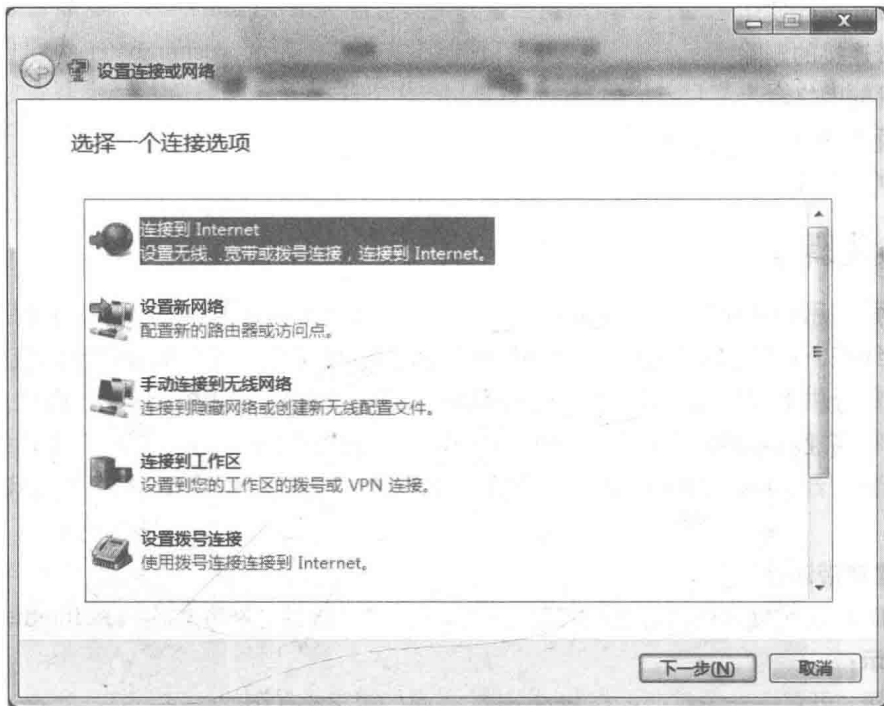 设置连接或网络
选择一个连接选项
连接到 Internet
设置无线、宽带或拨号连接，连接到 Internet。
设置新网络
配置新的路由器或访问点。
手动连接到无线网络
连接到隐藏网络或创建新无线配置文件。
连接到工作区
设置到您的工作区的拨号或 VPN 连接。
设置拨号连接
使用拨号连接连接到 Internet。
下一步(N)
取消